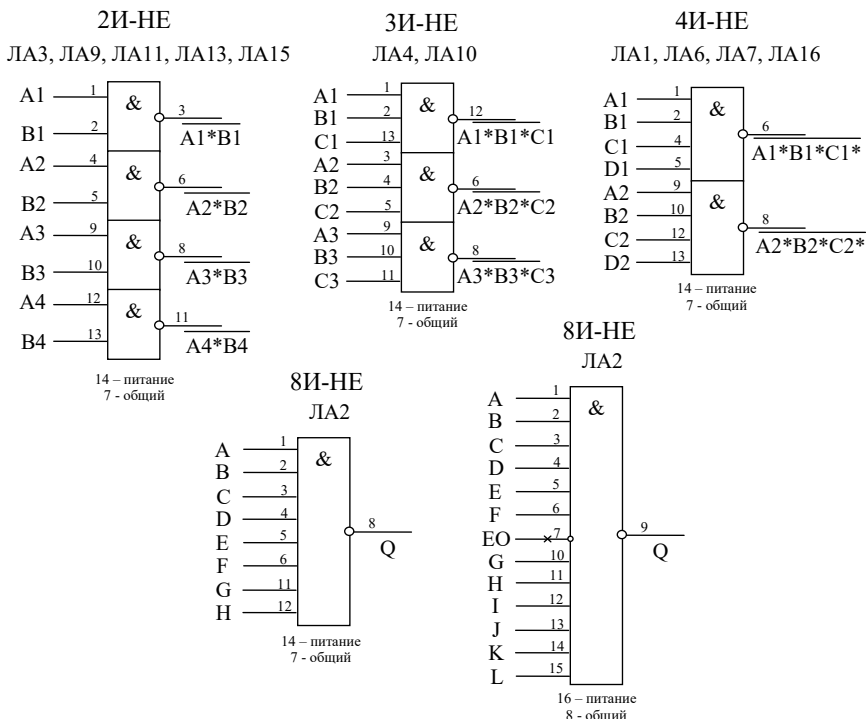 2И-НЕ
ЛА3, ЛА9, ЛА11, ЛА13, ЛА15
A1 1 &
3
B1 2 A1*B1
A2 4 &
6
B2 5 A2*B2
A3 9 &
8
B3 10 A3*B3
A4 12 &
11
B4 13 A4*B4
14 – питание
7 - общий
3И-НЕ
ЛА4, ЛА10
A1 1 &
B1 2 12
C1 13 A1*B1*C1
A2 3 &
B2 4 6
C2 5 A2*B2*C2
A3 9 &
B3 10 8
C3 11 A3*B3*C3
14 – питание
7 - общий
4И-НЕ
ЛА1, ЛА6, ЛА7, ЛА16
A1 1 &
B1 2
6
C1 4 A1*B1*C1*
D1 5
A2 9 &
B2 10
8
C2 12 A2*B2*C2*
D2 13
14 – питание
7 - общий
8И-НЕ
ЛА2
A 1 &
B 2
C 3
D 4
8
E 5 Q
F 6
G 11
H 12
14 – питание
7 - общий
8И-НЕ
ЛА2
A 1 &
B 2
C 3
D 4
E 5
F 6
EO 7 9
G 10 Q
H 11
I 12
J 13
K 14
L 15
16 – питание
8 - общий